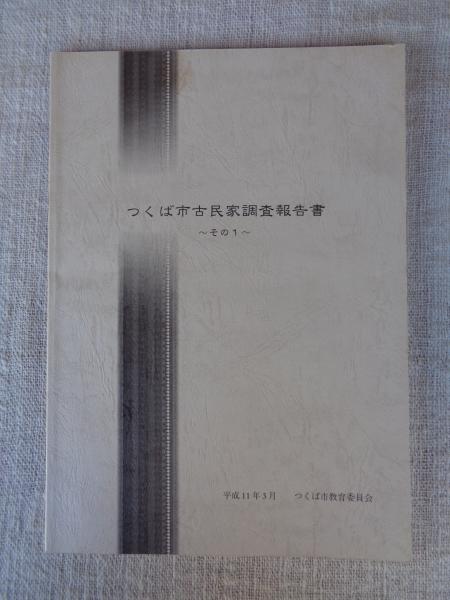 つくば市古民家調査報告書
～その１～
平成11年3月　つくば市教育委員会